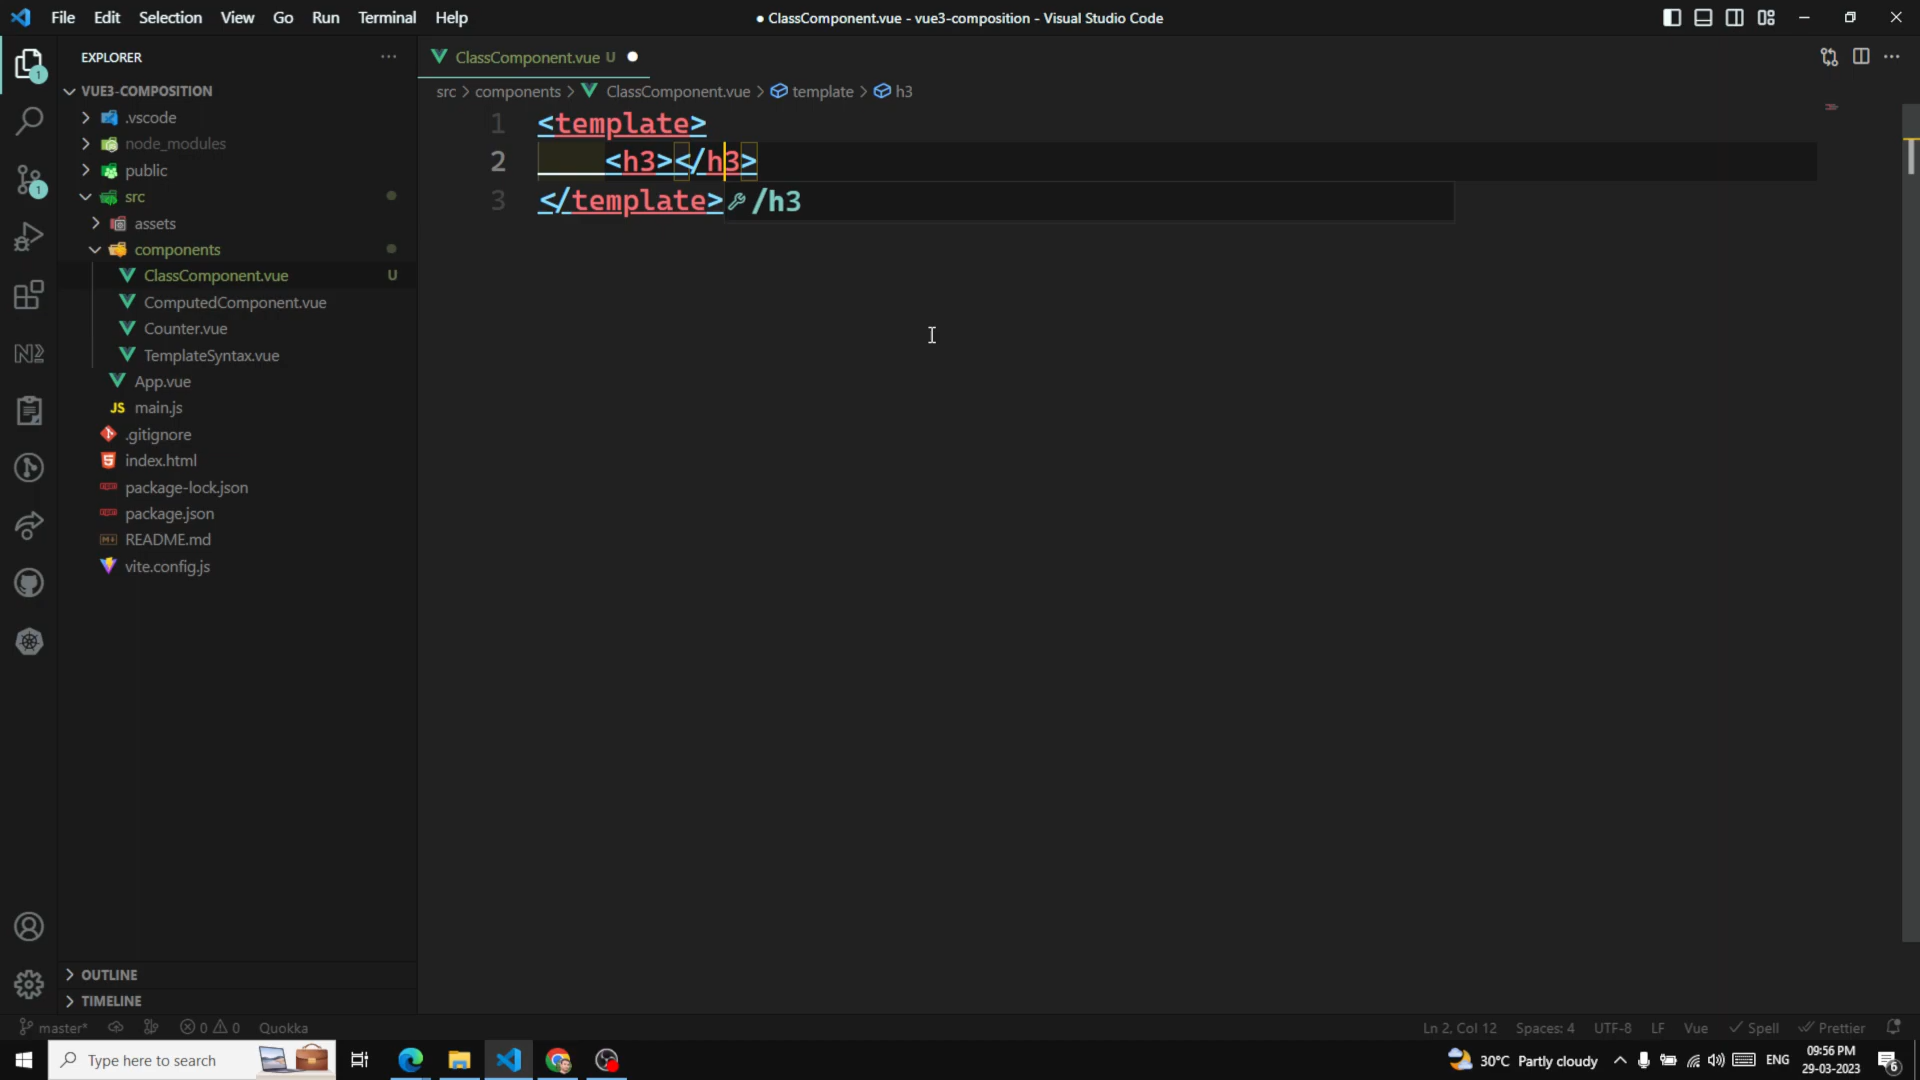 File Edit Selection View Go Run Terminal Help
● ClassComponent.vue - vue3-composition - Visual Studio Code
EXPLORER
VUE3-COMPOSITION
.vscode
node_modules
public
src
assets
components
ClassComponent.vue U
ComputedComponent.vue
Counter.vue
TemplateSyntax.vue
App.vue
JS main.js
.gitignore
index.html
package-lock.json
package.json
README.md
vite.config.js
OUTLINE
TIMELINE
ClassComponent.vue U
src > components > ClassComponent.vue > template > h3
1 <template>
2 <h3></h3>
3 </template> /h3
master* 0 0 Quokka
Ln 2, Col 12 Spaces: 4 UTF-8 LF Vue Spell Prettier
Type here to search
30°C Partly cloudy ENG
09:56 PM
29-03-2023
6